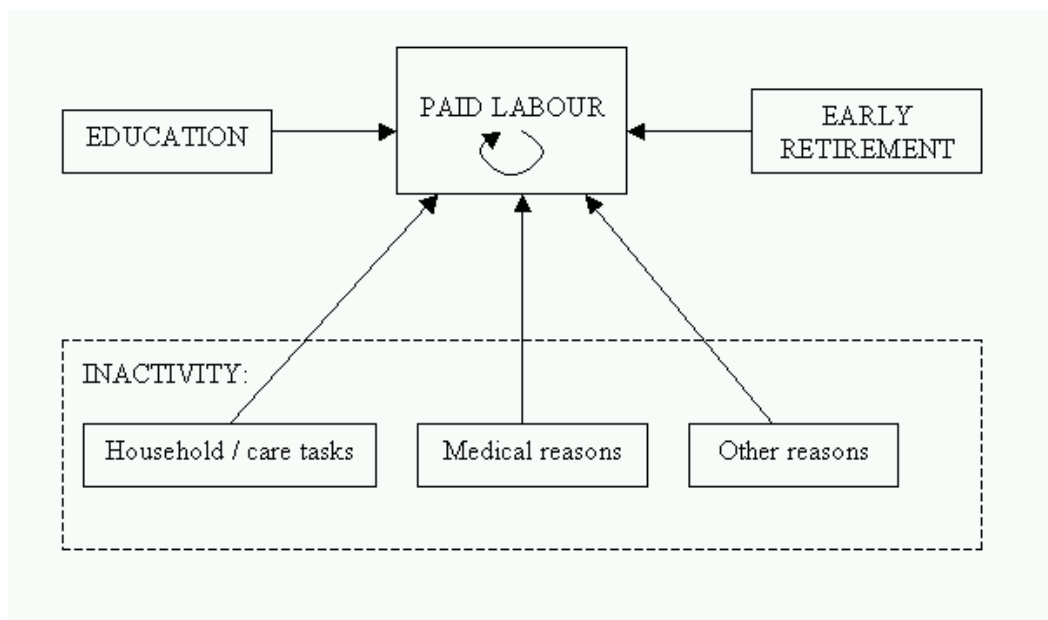 PAID LABOUR
EDUCATION
EARLY
RETIREMENT
INACTIVITY:
Household / care tasks
Medical reasons
Other reasons